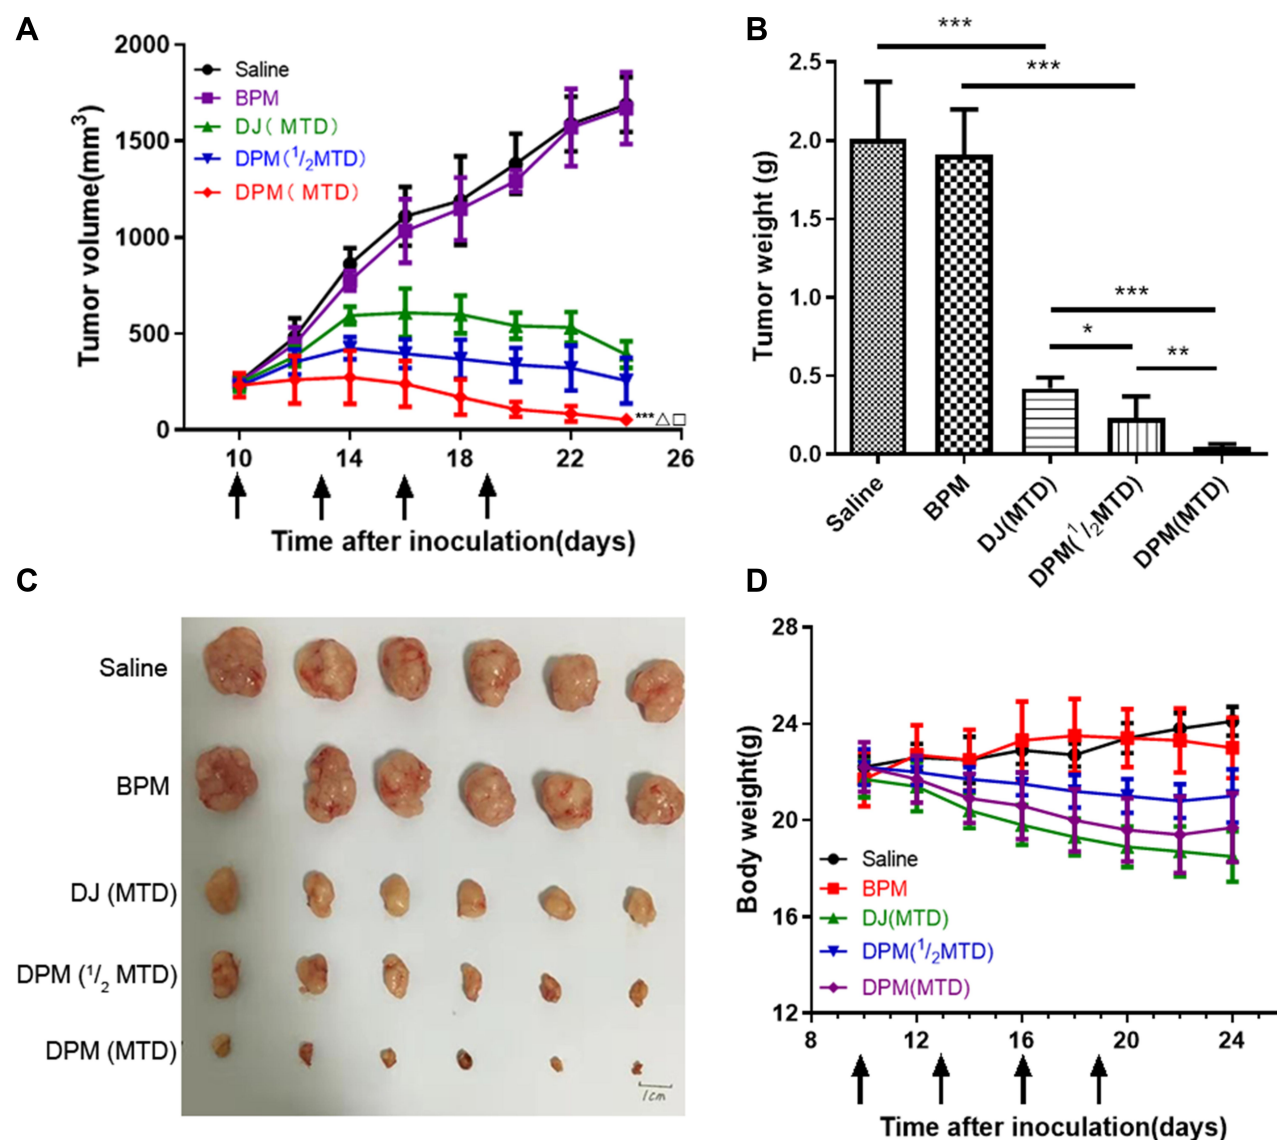 A
Tumor volume(mm³)
2000
1500
1000
500
0
Saline
BPM
DJ( MTD)
DPM(¹/₂MTD)
DPM( MTD)
***△□
10 14 18 22 26
Time after inoculation(days)
B
Tumor weight (g)
2.5
2.0
1.5
1.0
0.5
0.0
***
***
***
*
**
Saline
BPM
DJ(MTD)
DPM(¹/₂MTD)
DPM(MTD)
C
Saline
BPM
DJ (MTD)
DPM (¹/₂ MTD)
DPM (MTD)
1cm
D
Body weight(g)
28
24
20
16
12
Saline
BPM
DJ(MTD)
DPM(¹/₂MTD)
DPM(MTD)
8 12 16 20 24
Time after inoculation(days)